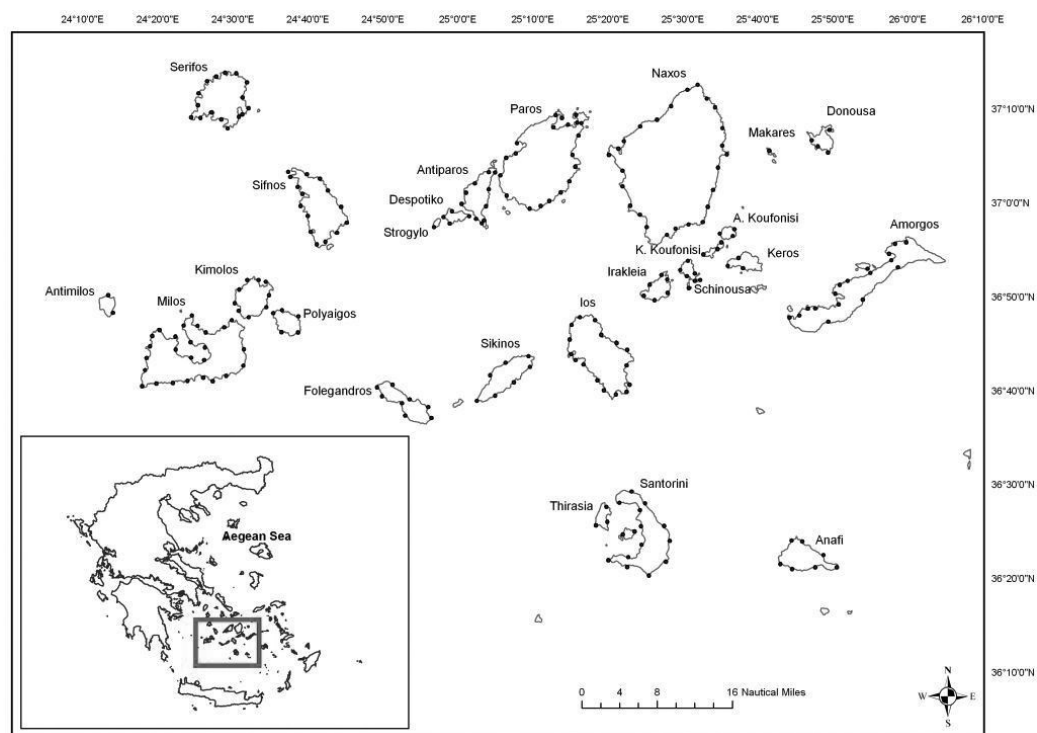 24°10'0"E 24°20'0"E 24°30'0"E 24°40'0"E 24°50'0"E 25°0'0"E 25°10'0"E 25°20'0"E 25°30'0"E 25°40'0"E 25°50'0"E 26°0'0"E 26°10'0"E
Serifos
Naxos
Paros
Donousa
37°10'0"N
Makares
Antiparos
Sifnos
Despotiko
37°0'0"N
Strogylo
A. Koufonisi
Amorgos
K. Koufonisi
Keros
Kimolos
Irakleia
Schinousa
Antimilos
Milos
36°50'0"N
Polyaigos
Ios
Sikinos
Folegandros
36°40'0"N
36°30'0"N
Santorini
Thirasia
Aegean Sea
Anafi
36°20'0"N
36°10'0"N
N
W E
S
0 2 4 8 12 16 Nautical Miles